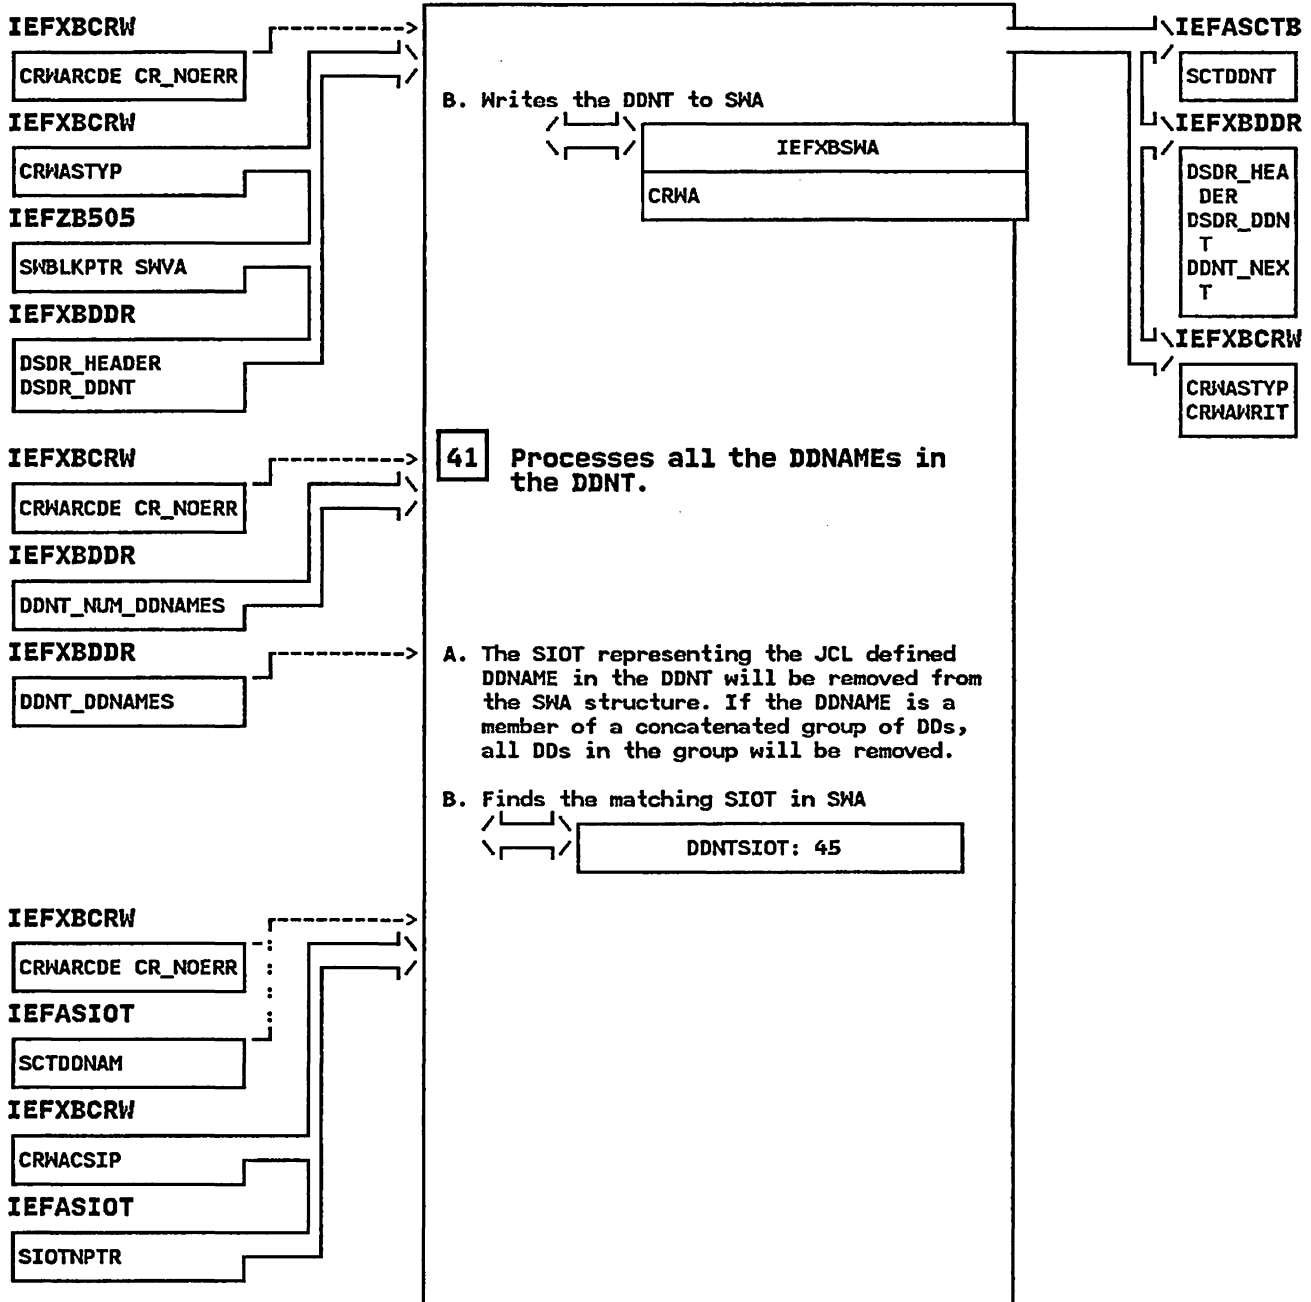 IEFXBCRW
CRWARCDE CR_NOERR
IEFXBCRW
CRWASTYP
IEFZB505
SWBLKPTR SWVA
IEFXBDDR
DSDR_HEADER
DSDR_DDNT
B. Writes the DDNT to SWA
IEFXBSWA
CRWA
IEFASCTB
SCTDDNT
IEFXBDDR
DSDR_HEA
DER
DSDR_DDN
T
DDNT_NEX
T
IEFXBCRW
CRWASTYP
CRWAWRIT
IEFXBCRW
CRWARCDE CR_NOERR
IEFXBDDR
DDNT_NUM_DDNAMES
41 Processes all the DDNAMEs in
the DDNT.
IEFXBDDR
DDNT_DDNAMES
A. The SIOT representing the JCL defined
DDNAME in the DDNT will be removed from
the SWA structure. If the DDNAME is a
member of a concatenated group of DDs,
all DDs in the group will be removed.
B. Finds the matching SIOT in SWA
DDNTSIOT: 45
IEFXBCRW
CRWARCDE CR_NOERR
IEFASIOT
SCTDDNAM
IEFXBCRW
CRWACSIP
IEFASIOT
SIOTNPTR